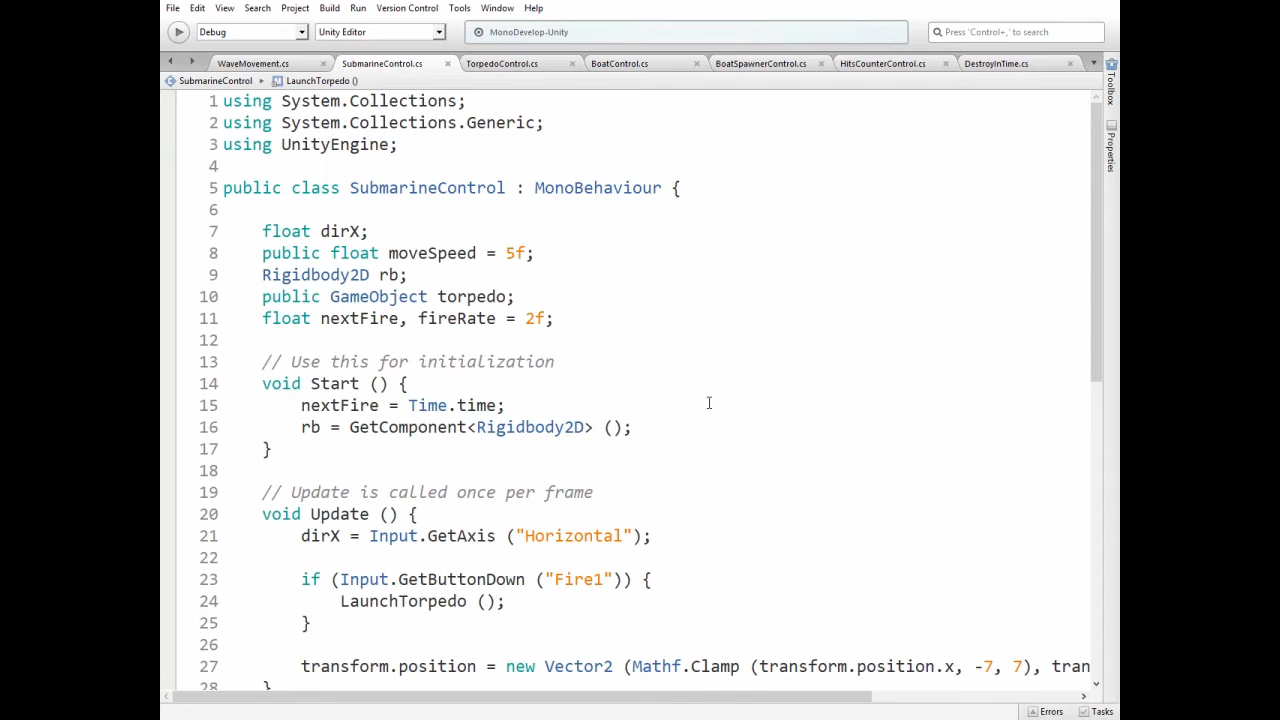 File Edit View Search Project Build Run Version Control Tools Window Help
Debug Unity Editor MonoDevelop-Unity Press 'Control+,' to search
WaveMovement.cs SubmarineControl.cs TorpedoControl.cs BoatControl.cs BoatSpawnerControl.cs HitsCounterControl.cs DestroyInTime.cs
SubmarineControl LaunchTorpedo ()
Toolbox
Properties
1 using System.Collections;
2 using System.Collections.Generic;
3 using UnityEngine;
4
5 public class SubmarineControl : MonoBehaviour {
6
7 float dirX;
8 public float moveSpeed = 5f;
9 Rigidbody2D rb;
10 public GameObject torpedo;
11 float nextFire, fireRate = 2f;
12
13 // Use this for initialization
14 void Start () {
15 nextFire = Time.time;
16 rb = GetComponent<Rigidbody2D> ();
17 }
18
19 // Update is called once per frame
20 void Update () {
21 dirX = Input.GetAxis ("Horizontal");
22
23 if (Input.GetButtonDown ("Fire1")) {
24 LaunchTorpedo ();
25 }
26
27 transform.position = new Vector2 (Mathf.Clamp (transform.position.x, -7, 7), tran
28 }
Errors Tasks